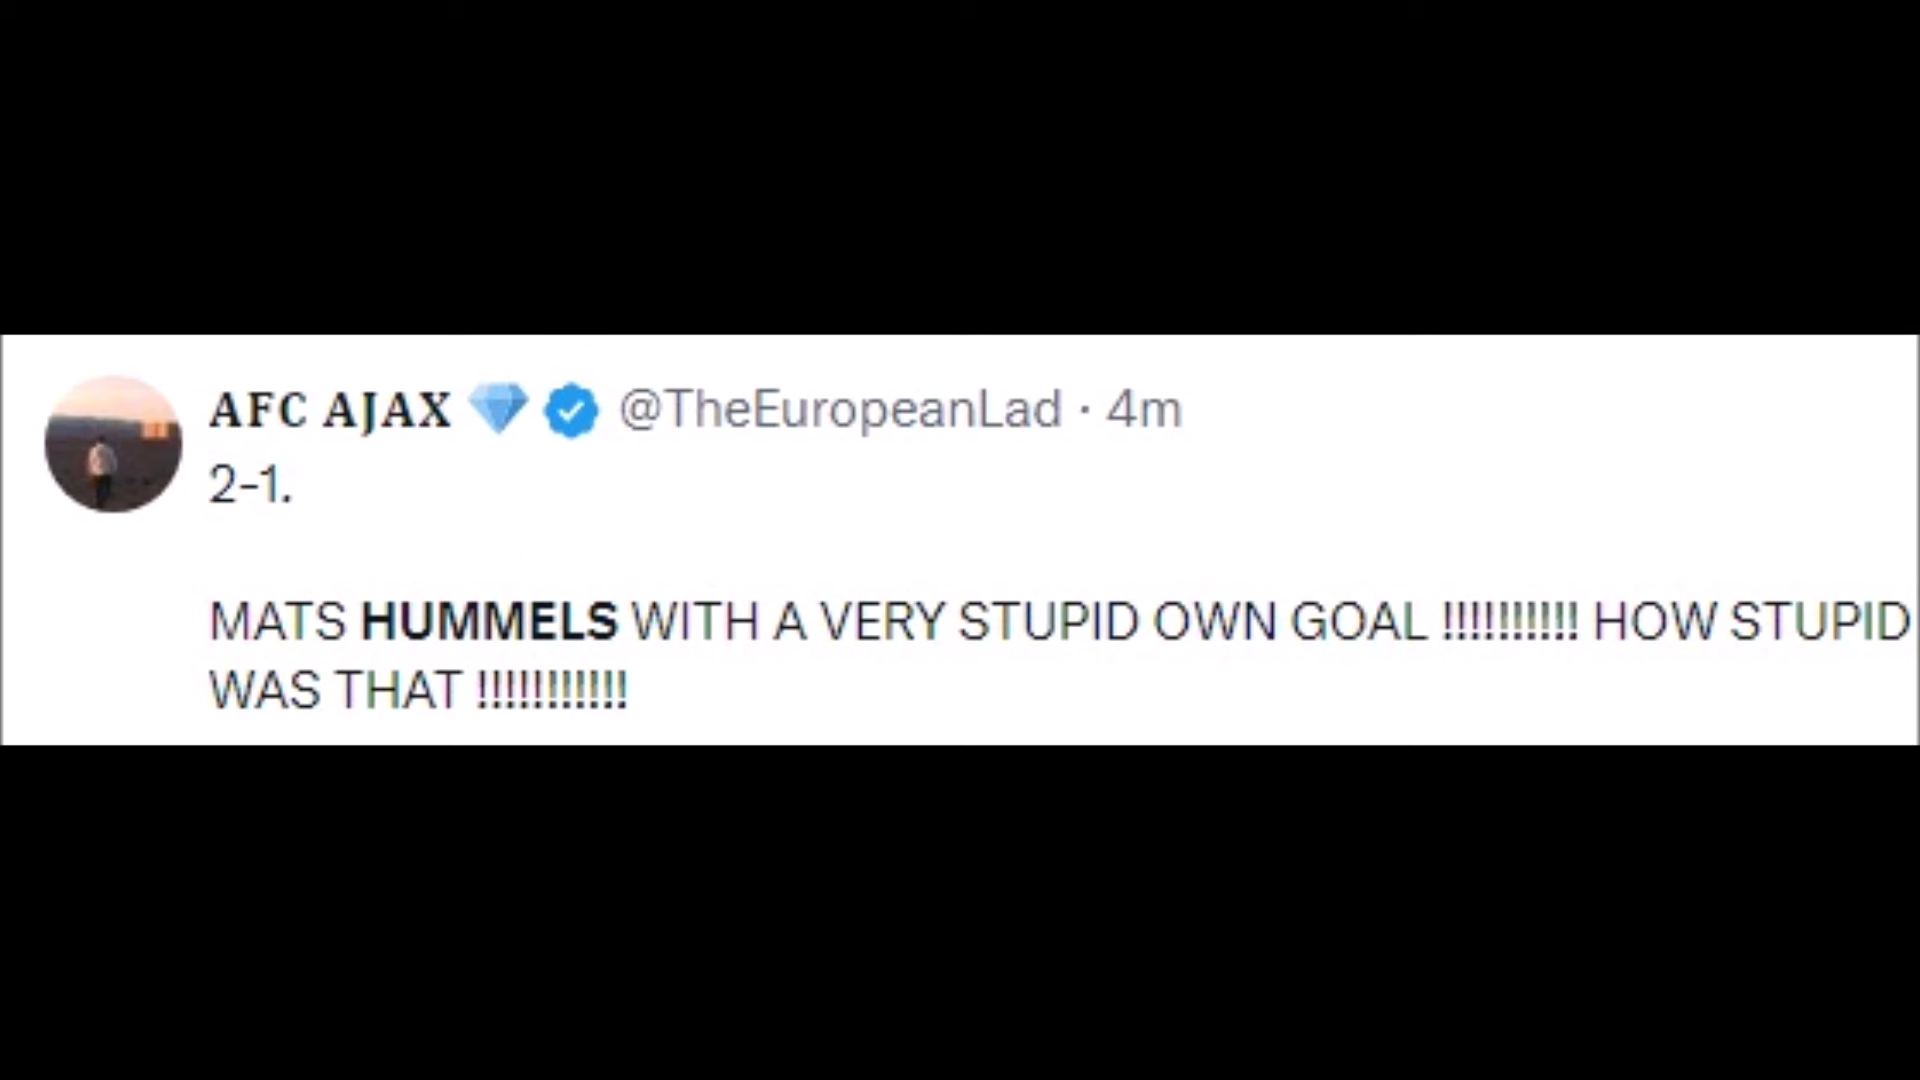 AFC AJAX 💎 @TheEuropeanLad · 4m
2-1.
MATS HUMMELS WITH A VERY STUPID OWN GOAL !!!!!!!!!! HOW STUPID
WAS THAT !!!!!!!!!!!